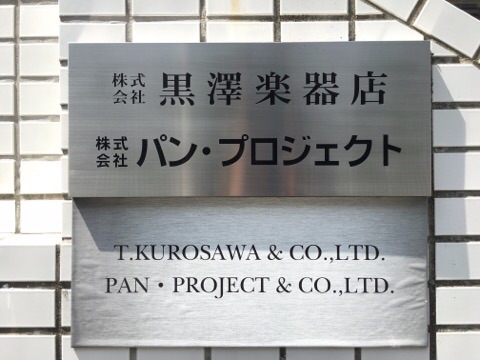 株式会社 黒澤楽器店
株式会社 パン・プロジェクト
T.KUROSAWA & CO.,LTD.
PAN・PROJECT & CO.,LTD.